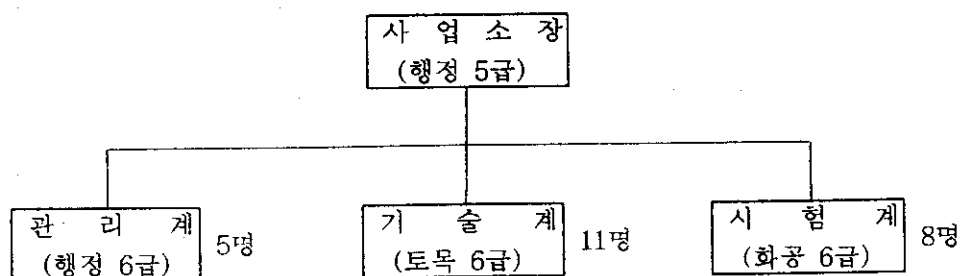 사 업 소 장
(행정 5급)
관 리 계
(행정 6급)
5명
기 술 계
(토목 6급)
11명
시 험 계
(화공 6급)
8명